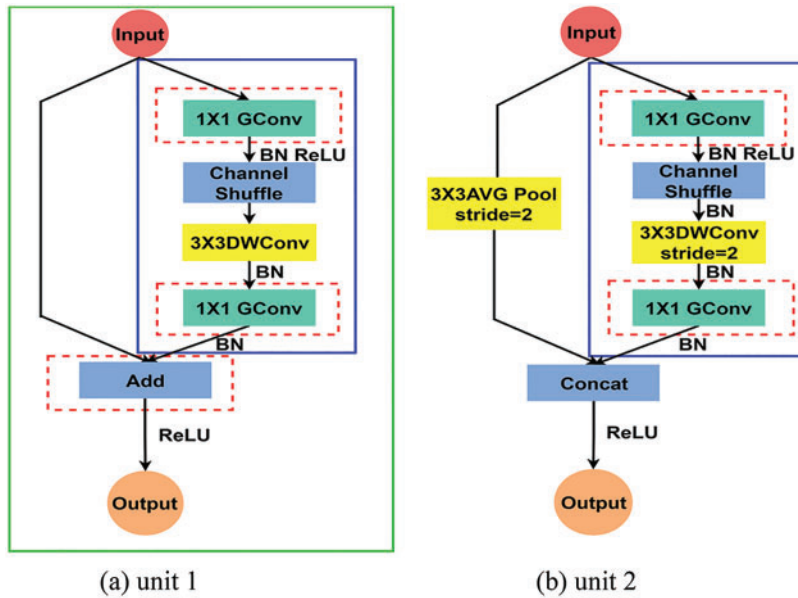 Input
1X1 GConv
BN ReLU
Channel
Shuffle
3X3DWConv
BN
1X1 GConv
BN
Add
ReLU
Output
(a) unit 1
Input
1X1 GConv
BN ReLU
Channel
Shuffle
3X3AVG Pool
stride=2
BN
3X3DWConv
stride=2
BN
1X1 GConv
BN
Concat
ReLU
Output
(b) unit 2